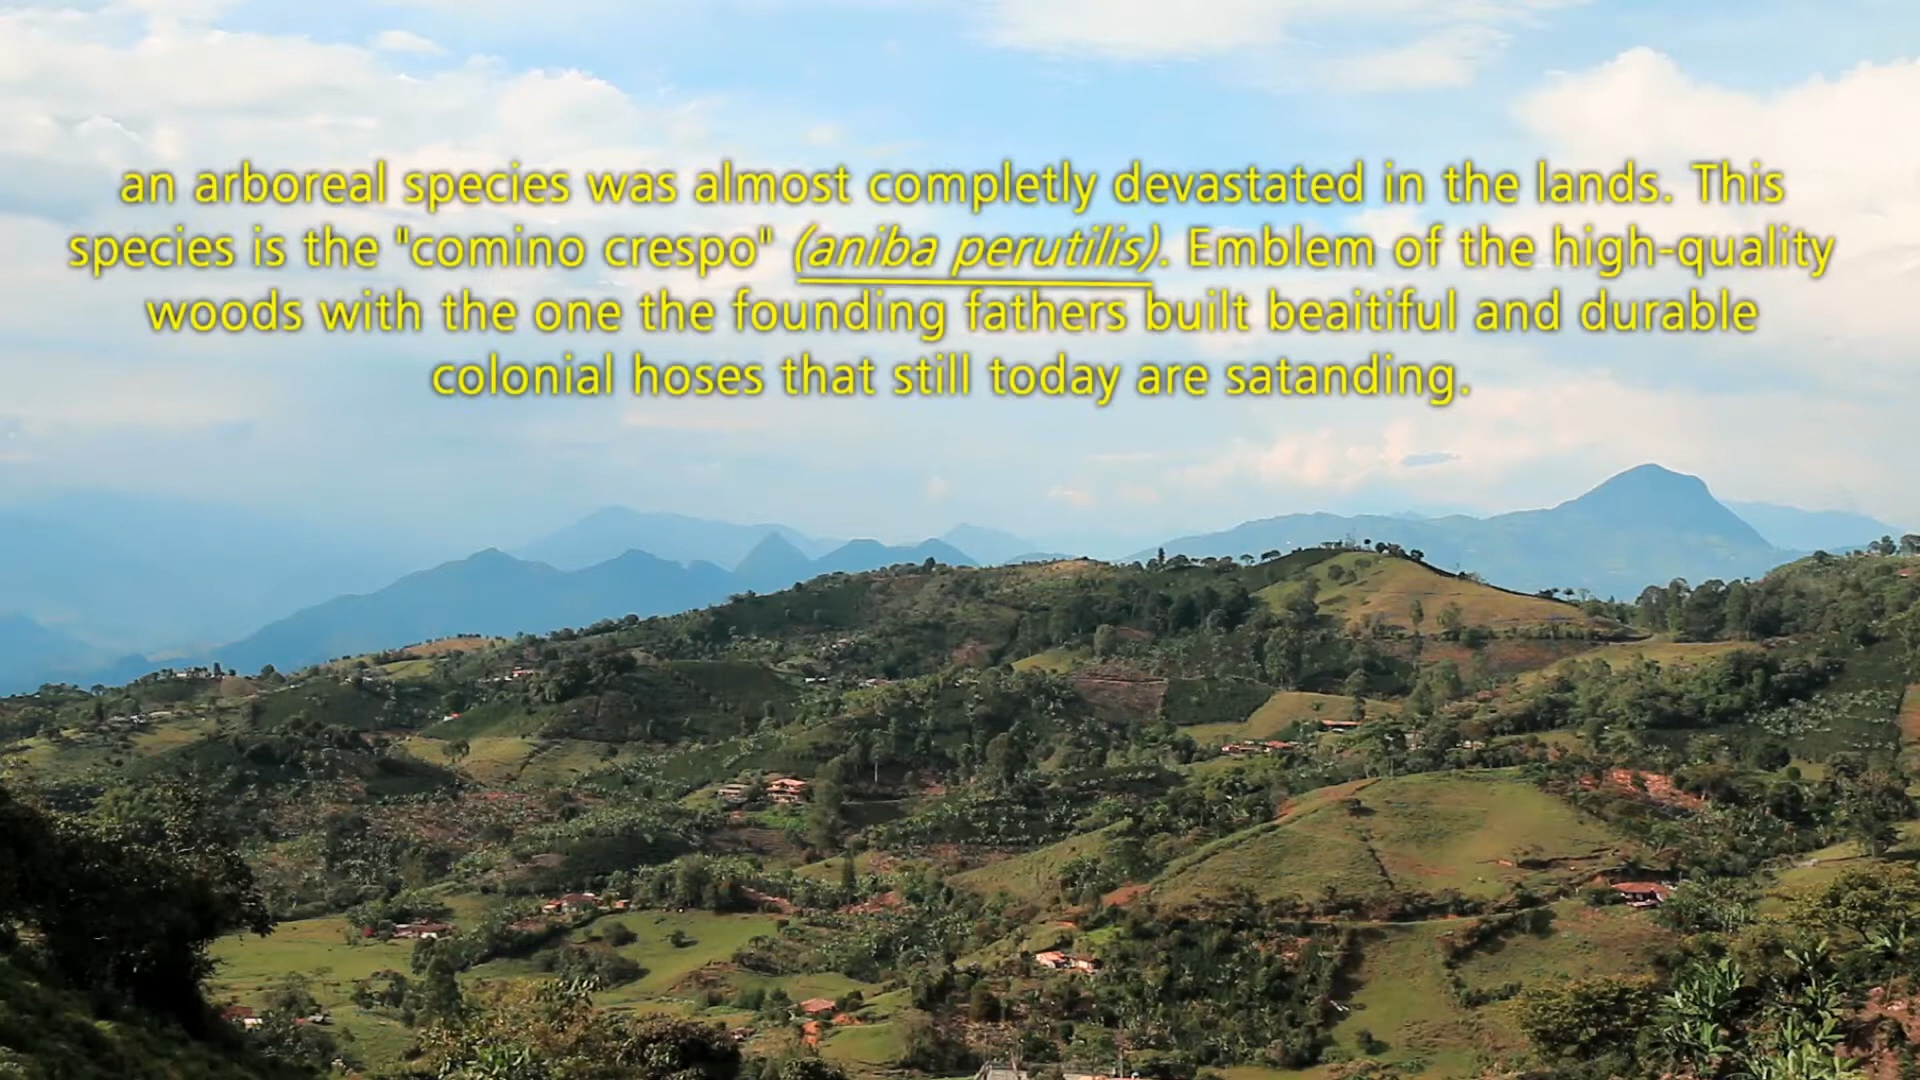 an arboreal species was almost completly devastated in the lands. This
species is the "comino crespo" (aniba perutilis). Emblem of the high-quality
woods with the one the founding fathers built beaitiful and durable
colonial hoses that still today are satanding.